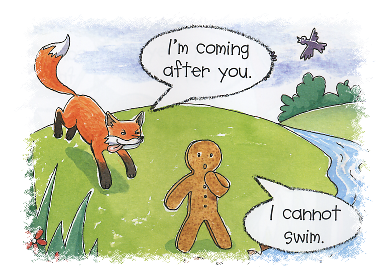 I'm coming
after you.
I cannot
swim.